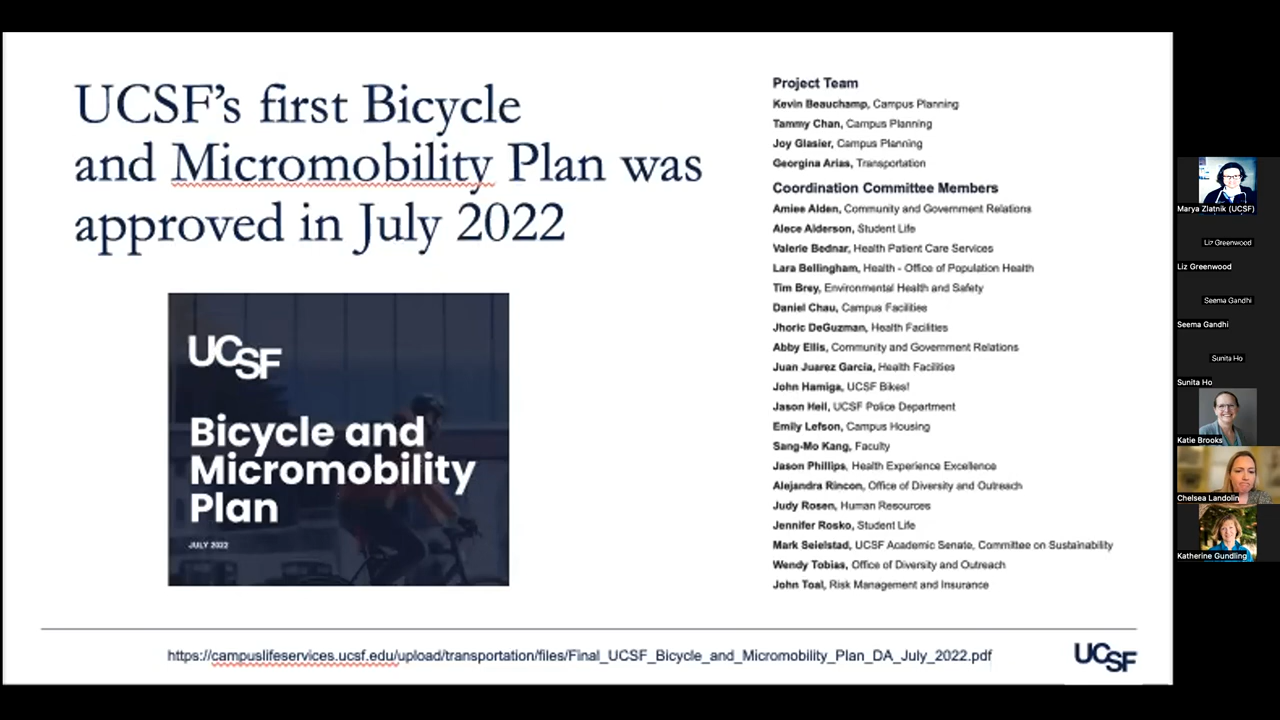 UCSF's first Bicycle
and Micromobility Plan was
approved in July 2022
UCSF
Bicycle and
Micromobility
Plan
JULY 2022
Project Team
Kevin Beauchamp, Campus Planning
Tammy Chan, Campus Planning
Joy Glasier, Campus Planning
Georgina Arias, Transportation
Coordination Committee Members
Amiee Alden, Community and Government Relations
Alece Alderson, Student Life
Valerie Bednar, Health Patient Care Services
Lara Bellingham, Health - Office of Population Health
Tim Brey, Environmental Health and Safety
Daniel Chau, Campus Facilities
Jhoric DeGuzman, Health Facilities
Abby Ellis, Community and Government Relations
Juan Juarez Garcia, Health Facilities
John Hamiga, UCSF Bikes!
Jason Heil, UCSF Police Department
Emily Lefson, Campus Housing
Sang-Mo Kang, Faculty
Jason Phillips, Health Experience Excellence
Alejandra Rincon, Office of Diversity and Outreach
Judy Rosen, Human Resources
Jennifer Rosko, Student Life
Mark Seielstad, UCSF Academic Senate, Committee on Sustainability
Wendy Tobias, Office of Diversity and Outreach
John Toal, Risk Management and Insurance
https://campuslifeservices.ucsf.edu/upload/transportation/files/Final_UCSF_Bicycle_and_Micromobility_Plan_DA_July_2022.pdf
UCSF
Marya Zlatnik (UCSF)
Liz Greenwood
Liz Greenwood
Seema Gandhi
Seema Gandhi
Sunita Ho
Sunita Ho
Katie Brooks
Chelsea Landolin
Katherine Gundling